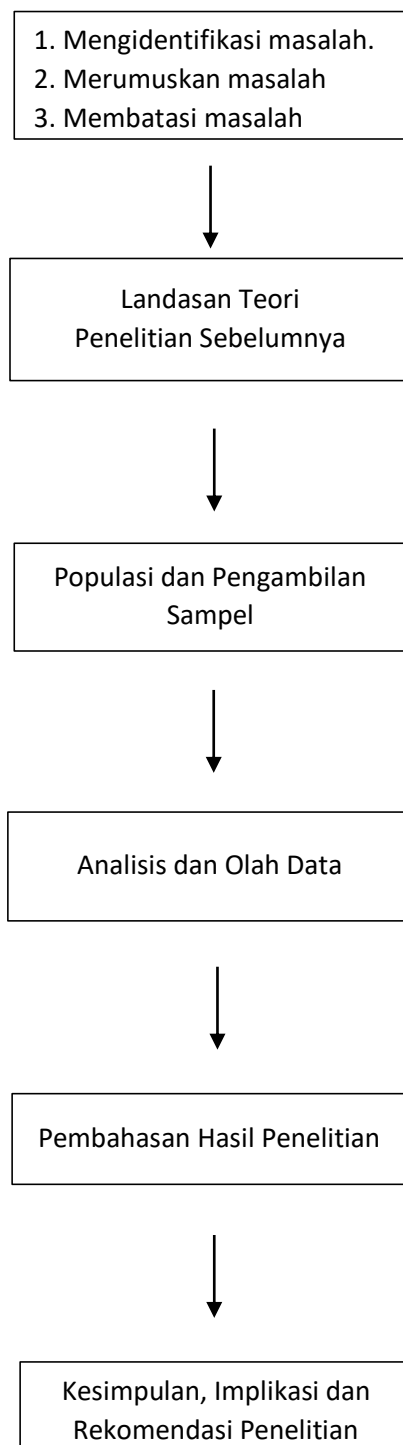 1. Mengidentifikasi masalah.
2. Merumuskan masalah
3. Membatasi masalah
Landasan Teori
Penelitian Sebelumnya
Populasi dan Pengambilan
Sampel
Analisis dan Olah Data
Pembahasan Hasil Penelitian
Kesimpulan, Implikasi dan
Rekomendasi Penelitian